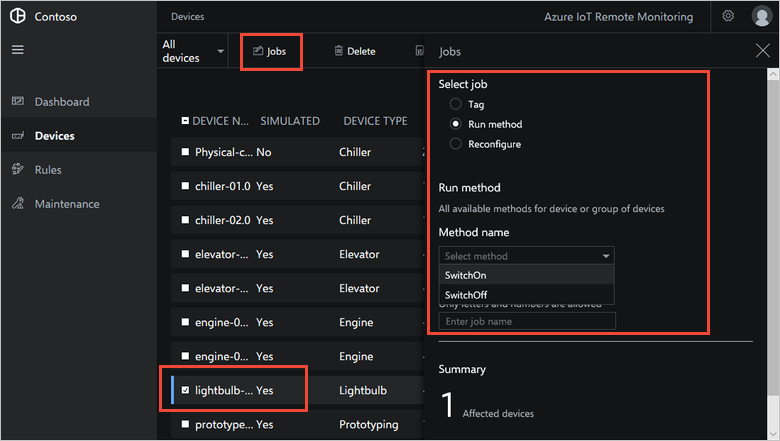 Contoso
Devices
Azure IoT Remote Monitoring
All devices
Jobs
Delete
Jobs
Dashboard
Devices
Rules
Maintenance
DEVICE N... SIMULATED DEVICE TYPE
Physical-c... No Chiller
chiller-01.0 Yes Chiller
chiller-02.0 Yes Chiller
elevator-... Yes Elevator
elevator-... Yes Elevator
engine-0... Yes Engine
engine-0... Yes Engine
lightbulb-... Yes Lightbulb
prototype... Yes Prototyping
Select job
Tag
Run method
Reconfigure
Run method
All available methods for device or group of devices
Method name
Select method
SwitchOn
SwitchOff
Only letters and numbers are allowed
Enter job name
Summary
1 Affected devices